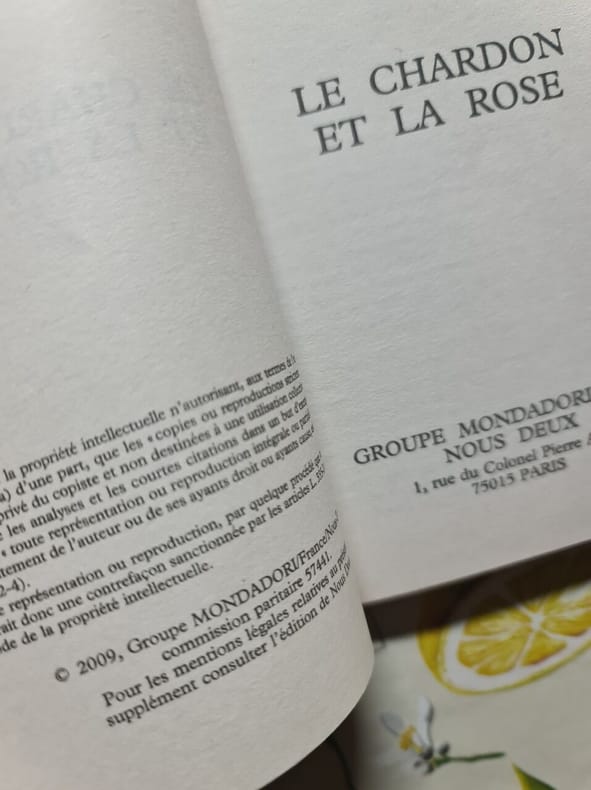 la propriété intellectuelle n'autorisant, aux termes de l'a
a) d'une part, que les « copies ou reproductions strictes
privé du copiste et non destinées à une utilisation collect
les analyses et les courtes citations dans un but d'exem
« toute représentation ou reproduction intégrale ou partiel
tement de l'auteur ou de ses ayants droit ou ayants cause, e
2-4).
représentation ou reproduction, par quelque procédé que c
ait donc une contrefaçon sanctionnée par les articles L.
de de la propriété intellectuelle.
© 2009, Groupe MONDADORI/France/Nous
commission paritaire 57441.
Pour les mentions légales relatives au
supplément consulter l'édition de Nous
LE CHARDON
ET LA ROSE
GROUPE MONDADORI
NOUS DEUX
1, rue du Colonel Pierre A
75015 PARIS